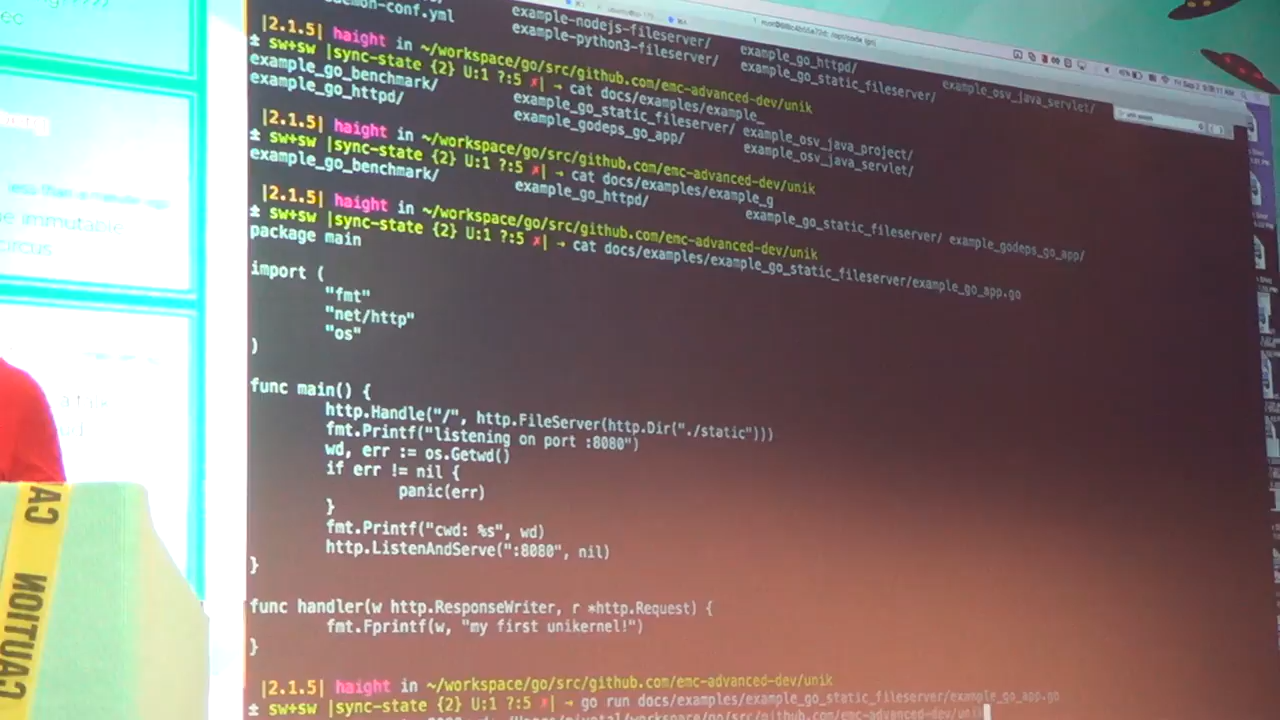 emon-conf.yml
example-nodejs-fileserver/
example-python3-fileserver/
example_go_httpd/
example_go_static_fileserver/
example_osv_java_servlet/
|2.1.5| haight in ~/workspace/go/src/github.com/emc-advanced-dev/unik
± sw+sw |sync-state {2} U:1 ?:5 ✗| → cat docs/examples/example_
example_go_benchmark/ example_go_static_fileserver/ example_osv_java_project/
example_go_httpd/ example_godeps_go_app/ example_osv_java_servlet/
|2.1.5| haight in ~/workspace/go/src/github.com/emc-advanced-dev/unik
± sw+sw |sync-state {2} U:1 ?:5 ✗| → cat docs/examples/example_g
example_go_benchmark/ example_go_httpd/ example_go_static_fileserver/ example_godeps_go_app/
|2.1.5| haight in ~/workspace/go/src/github.com/emc-advanced-dev/unik
± sw+sw |sync-state {2} U:1 ?:5 ✗| → cat docs/examples/example_go_static_fileserver/example_go_app.go
package main
import (
"fmt"
"net/http"
"os"
)
func main() {
http.Handle("/", http.FileServer(http.Dir("./static")))
fmt.Printf("listening on port :8080")
wd, err := os.Getwd()
if err != nil {
panic(err)
}
fmt.Printf("cwd: %s", wd)
http.ListenAndServe(":8080", nil)
}
func handler(w http.ResponseWriter, r *http.Request) {
fmt.Fprintf(w, "my first unikernel!")
}
|2.1.5| haight in ~/workspace/go/src/github.com/emc-advanced-dev/unik
± sw+sw |sync-state {2} U:1 ?:5 ✗| → go run docs/examples/example_go_static_fileserver/example_go_app.go
immutable
circus
CAUTION
CA